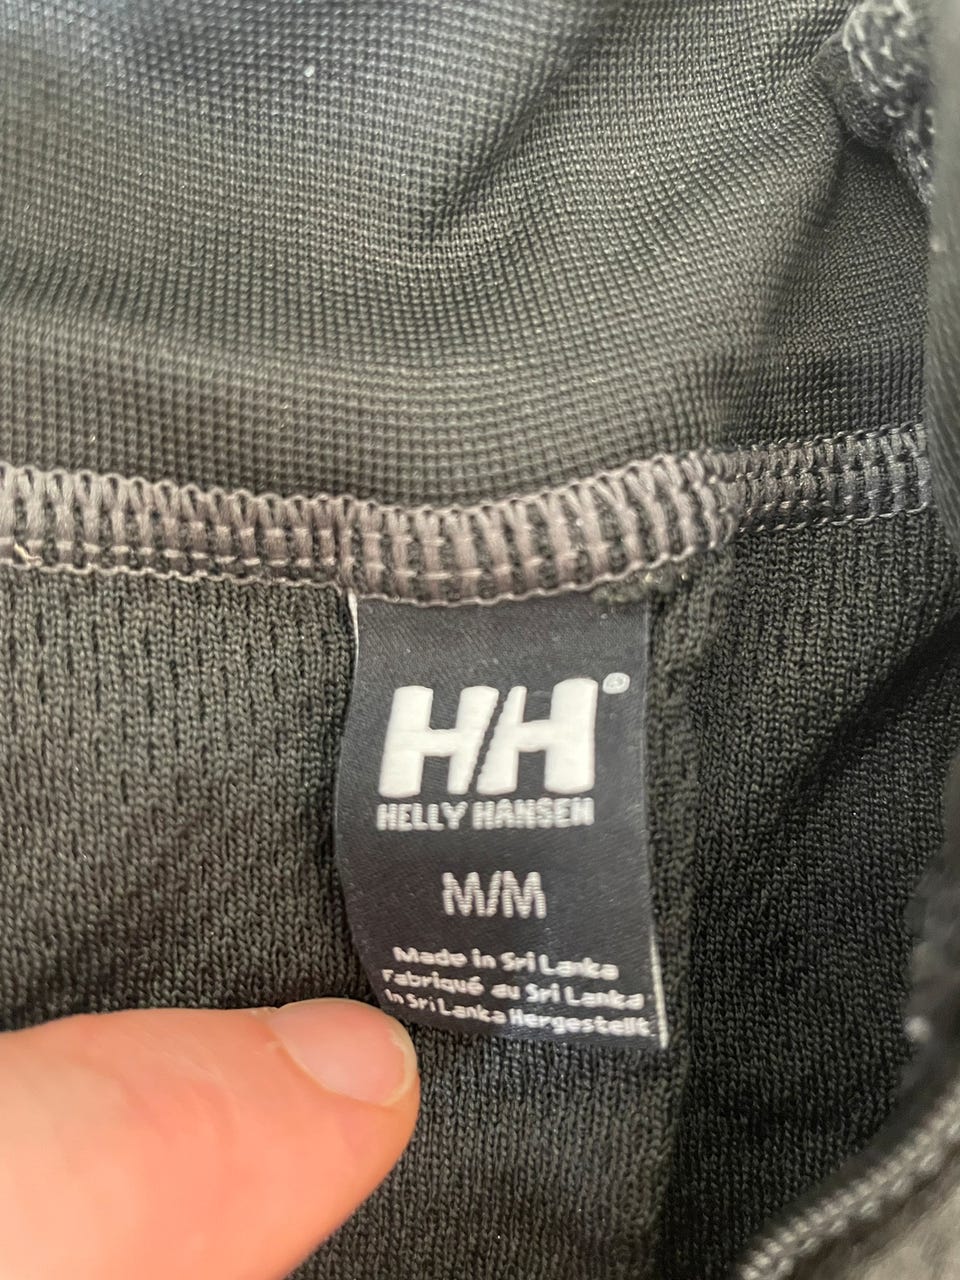 HH®
HELLY HANSEN
M/M
Made in Sri Lanka
Fabriqué au Sri Lanka
In Sri Lanka Hergestellt